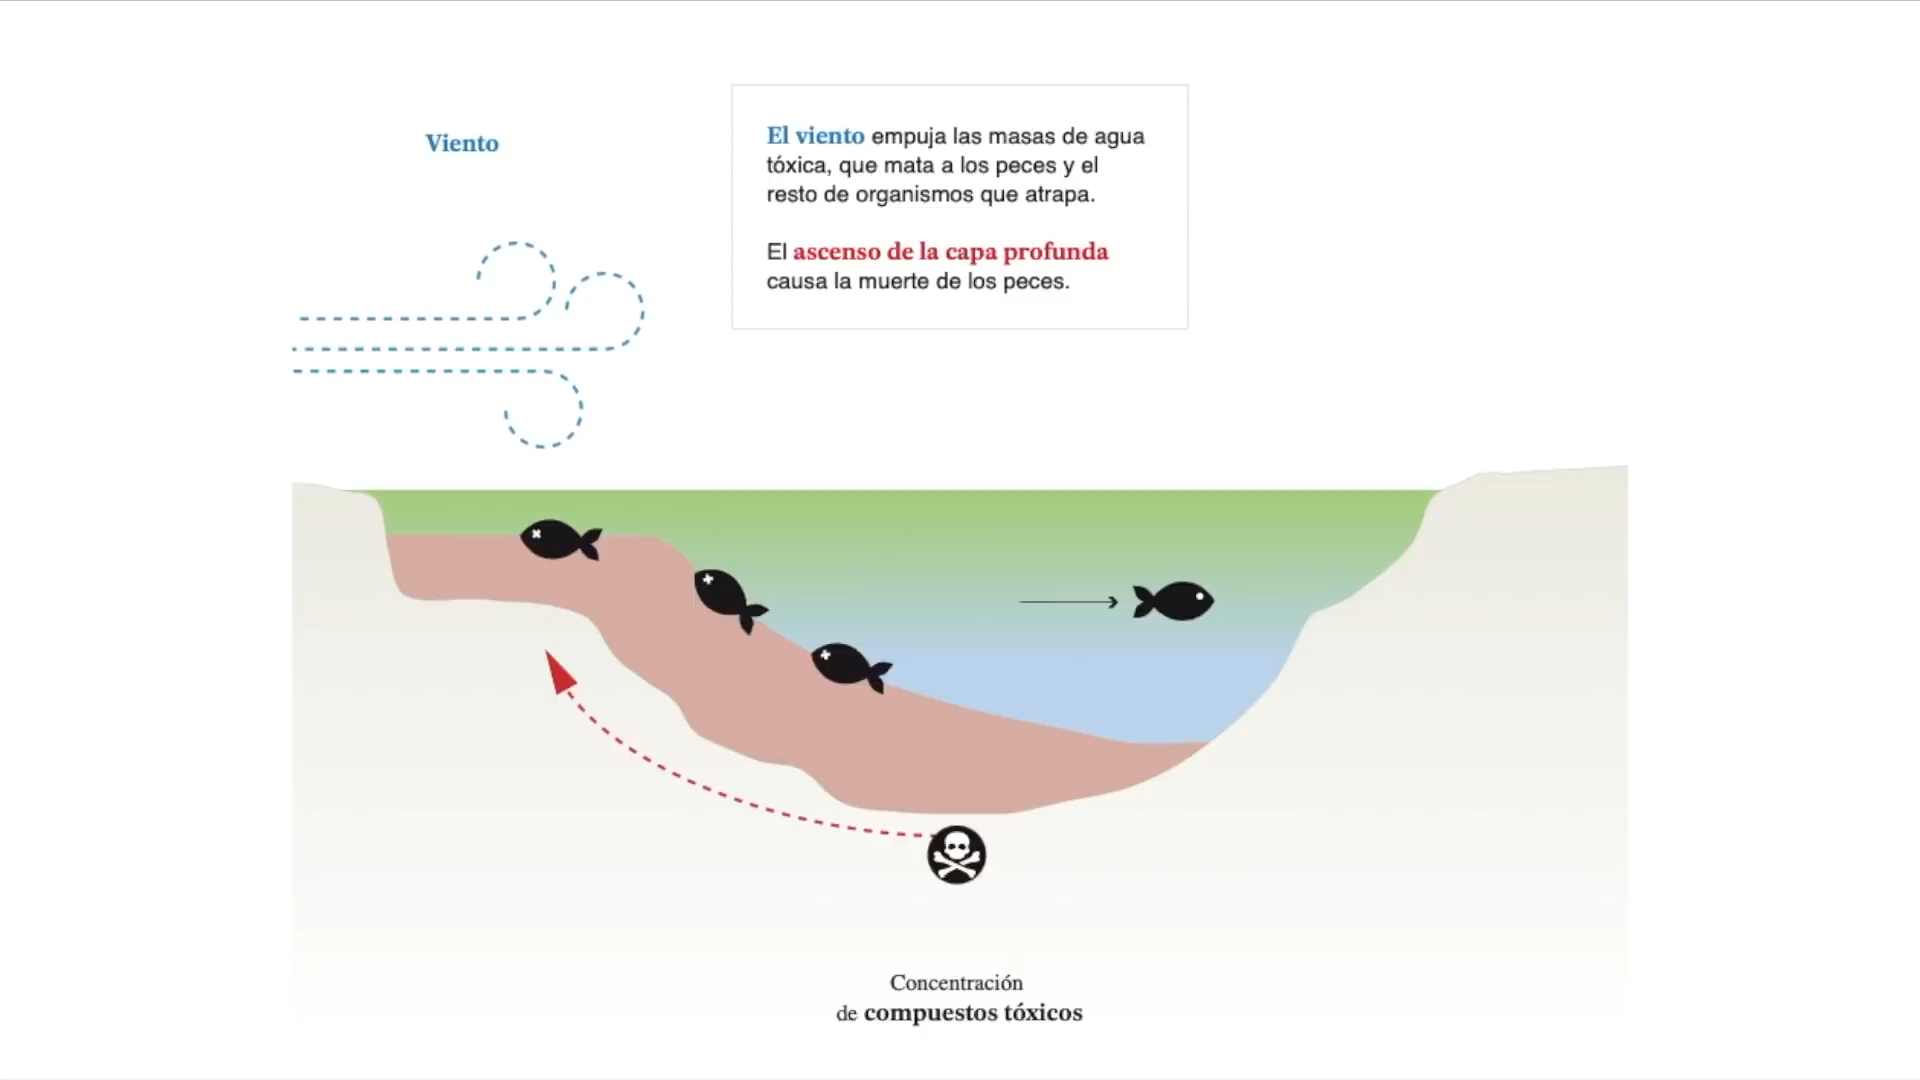 Viento
El viento empuja las masas de agua
tóxica, que mata a los peces y el
resto de organismos que atrapa.
El ascenso de la capa profunda
causa la muerte de los peces.
Concentración
de compuestos tóxicos